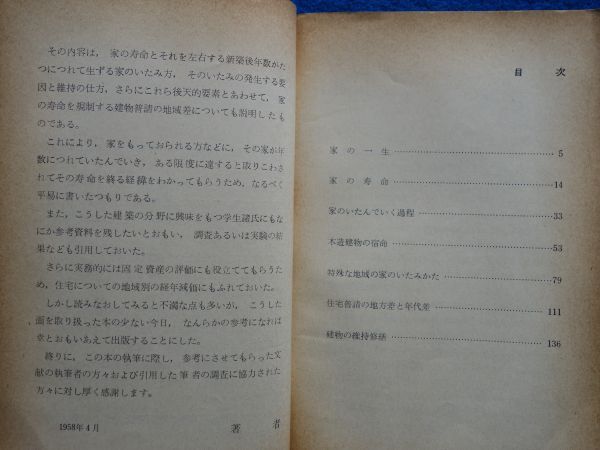 その内容は，家の寿命とそれを左右する新築後年数がた
つにつれて生ずる家のいたみ方，そのいたみの発生する要
因と維持の仕方，さらにこれら後天的要素とあわせて，家
の寿命を規制する建物普請の地域差についても説明したも
のである。
これにより，家をもっておられる方などに，その家が年
数につれていたんでいき，ある限度に達すると取りこわさ
れてその寿命を終る経緯をわかってもらうため，なるべく
平易に書いたつもりである。
また，こうした建築の分野に興味をもつ学生諸氏にもな
にか参考資料を残したいとおもい，調査あるいは実験の結
果なども引用しておいた。
さらに実務的には固定資産の評価にも役立ててもらうた
め，住宅についての地域別の経年減価にもふれておいた。
しかし読みなおしてみると不満な点も多いが，こうした
面を取り扱った本の少ない今日，なんらかの参考になれば
幸とおもいあえて出版することにした。
終りに，この本の執筆に際し，参考にさせてもらった文
献の執筆者の方々および引用した筆者の調査に協力された
方々に対し厚く感謝します。
1958年4月 著者
目次
家の一生 5
家の寿命 14
家のいたんでいく過程 33
木造建物の宿命 53
特殊な地域の家のいたみかた 79
住宅普請の地方差と年代差 111
建物の維持修繕 136